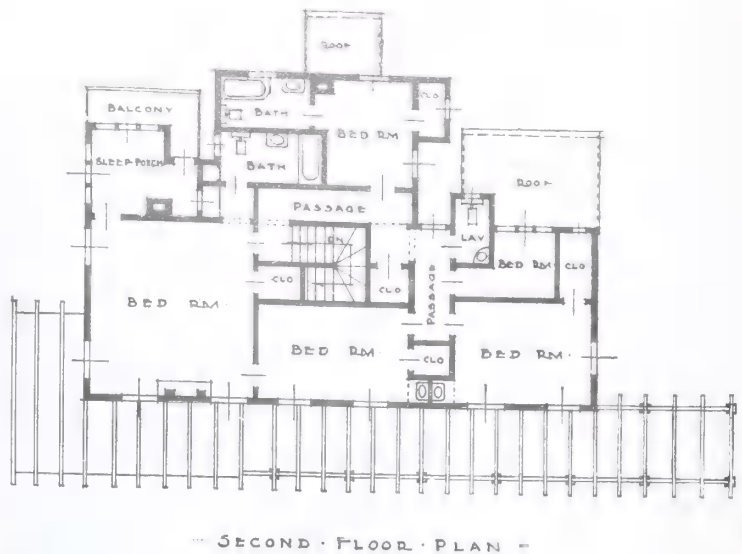 ROOF
BALCONY
BATH
CLO
BED RM
SLEEP·PORCH
BATH
ROOF
PASSAGE
LAV
BED RM
CLO
CLO
CLO
PASSAGE
BED RM·
BED RM·
CLO
BED RM·
SECOND · FLOOR · PLAN